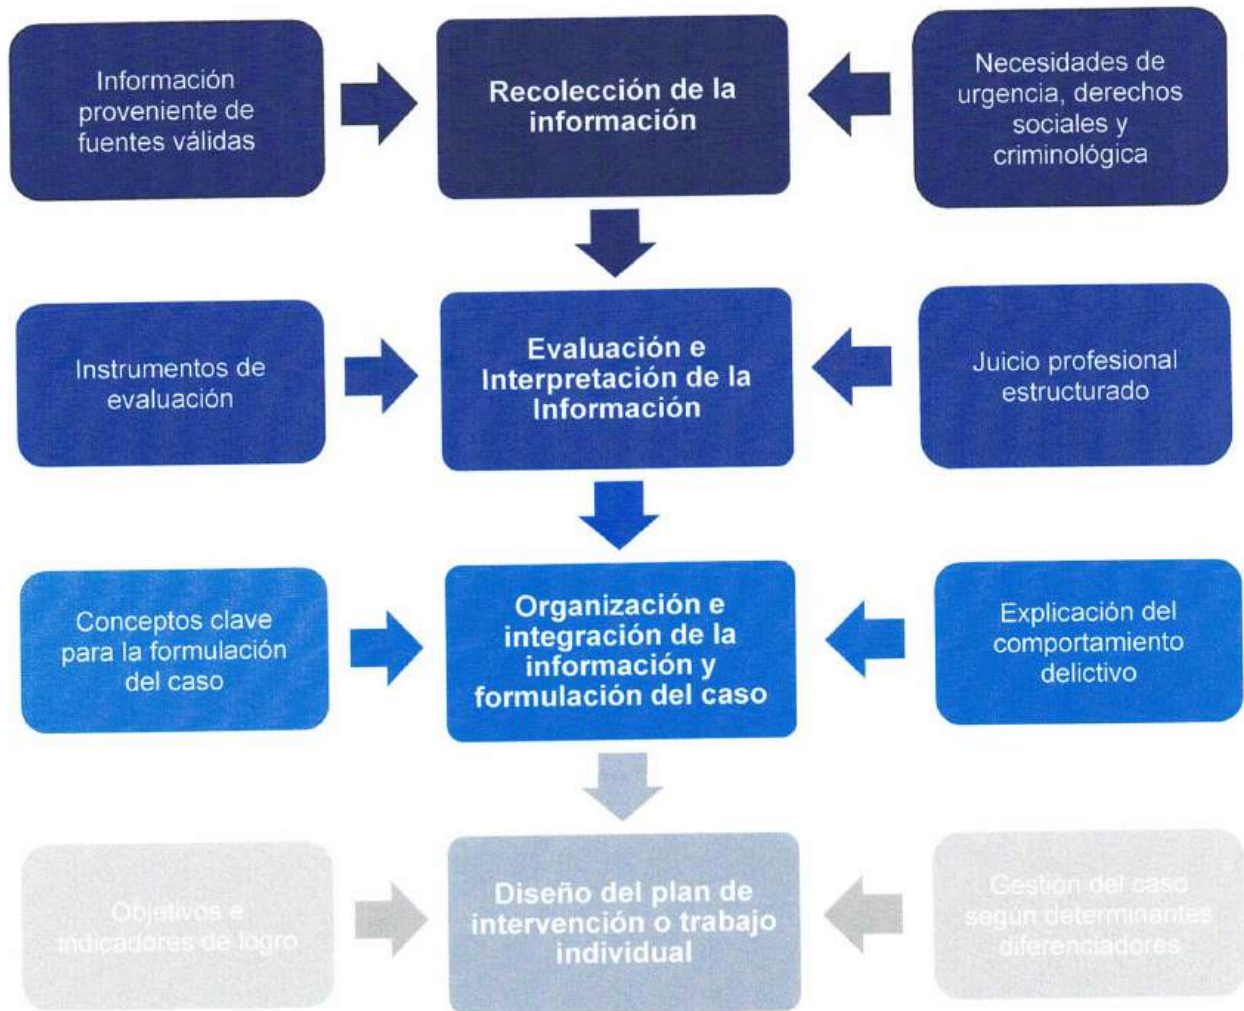 Información
proveniente de
fuentes válidas
Recolección de la
información
Necesidades de
urgencia, derechos
sociales y
criminológica
Instrumentos de
evaluación
Evaluación e
Interpretación de la
Información
Juicio profesional
estructurado
Conceptos clave
para la formulación
del caso
Organización e
integración de la
información y
formulación del caso
Explicación del
comportamiento
delictivo
Objetivos e
indicadores de logro
Diseño del plan de
intervención o trabajo
individual
Gestión del caso
según determinantes
diferenciadores